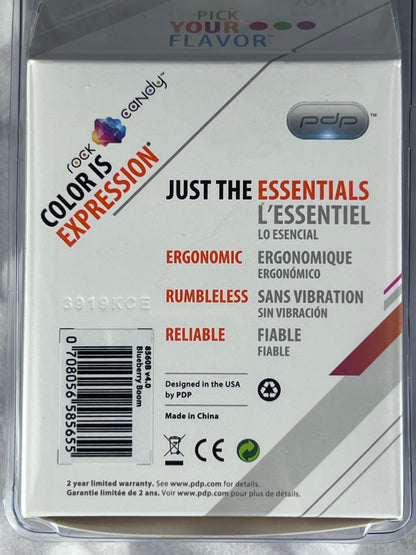 PICK
YOUR
FLAVOR™
rock candy™
COLOR IS
EXPRESSION®
pdp™
JUST THE ESSENTIALS
L'ESSENTIEL
LO ESENCIAL
ERGONOMIC ERGONOMIQUE
ERGONÓMICO
RUMBLELESS SANS VIBRATION
SIN VIBRACIÓN
RELIABLE FIABLE
FIABLE
3919KCE
8560B v4.0
Blueberry Boom
0 708056 585655
Designed in the USA
by PDP
Made in China
CE
2 year limited warranty. See www.pdp.com for details.
Garantie limitée de 2 ans. Voir www.pdp.com pour plus de détails.